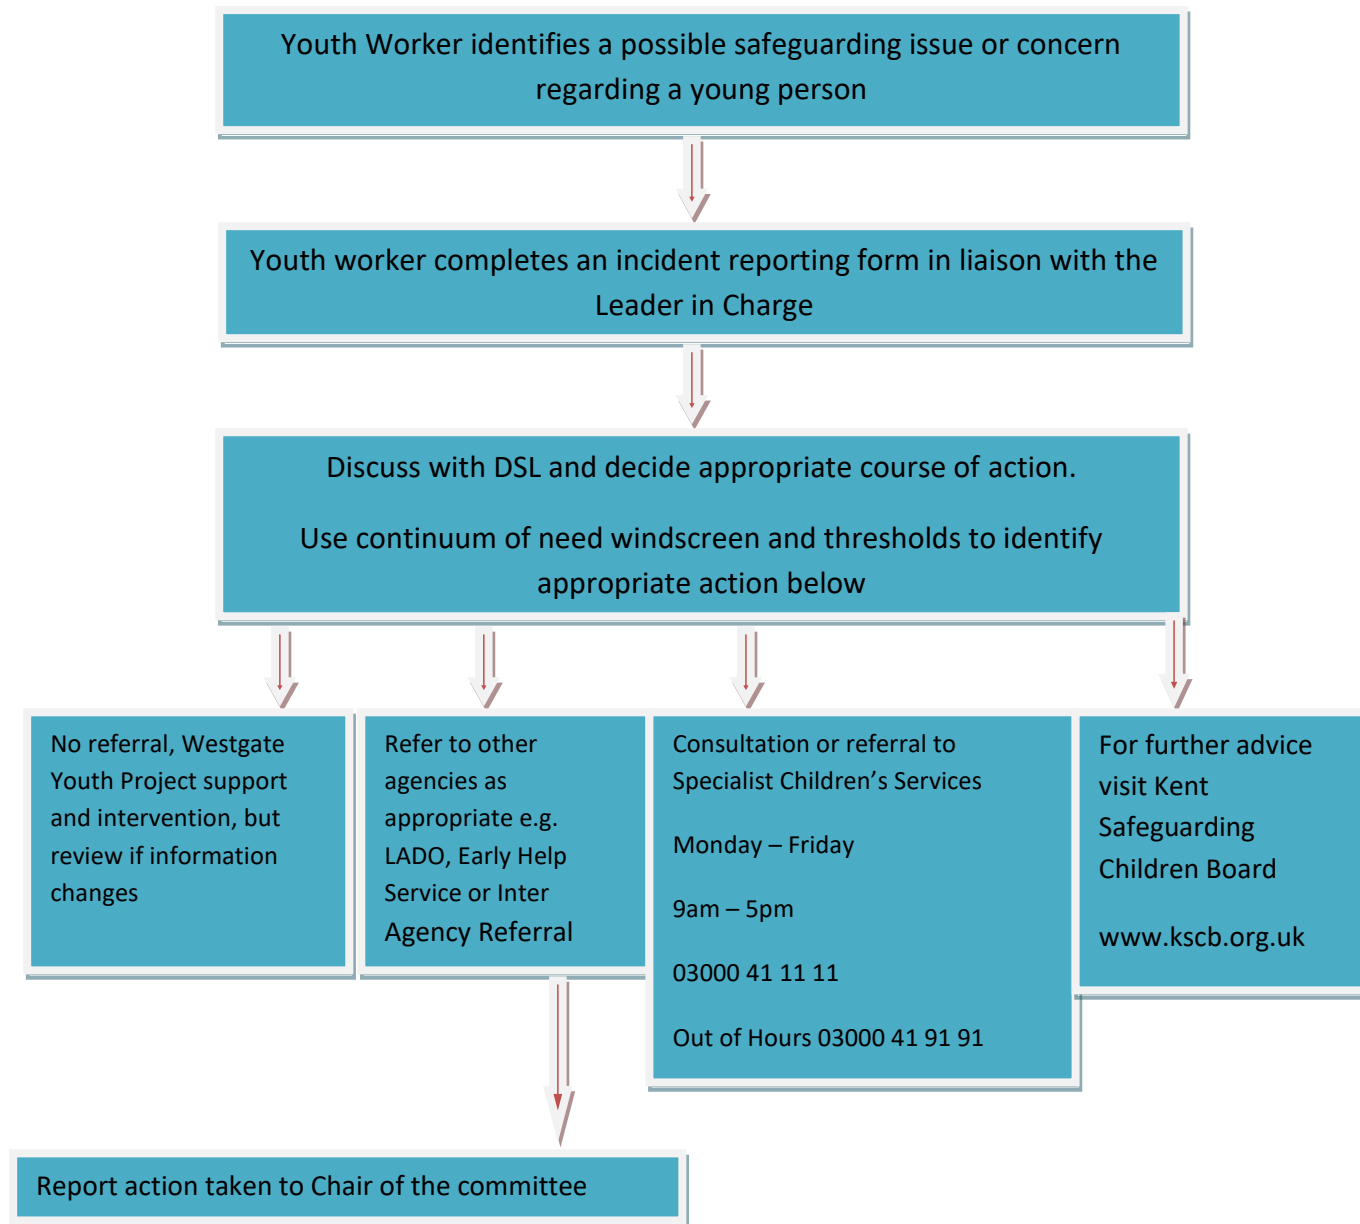 Youth Worker identifies a possible safeguarding issue or concern
regarding a young person
Youth worker completes an incident reporting form in liaison with the
Leader in Charge
Discuss with DSL and decide appropriate course of action.
Use continuum of need windscreen and thresholds to identify
appropriate action below
No referral, Westgate
Youth Project support
and intervention, but
review if information
changes
Refer to other
agencies as
appropriate e.g.
LADO, Early Help
Service or Inter
Agency Referral
Consultation or referral to
Specialist Children’s Services
Monday – Friday
9am – 5pm
03000 41 11 11
Out of Hours 03000 41 91 91
For further advice
visit Kent
Safeguarding
Children Board
www.kscb.org.uk
Report action taken to Chair of the committee